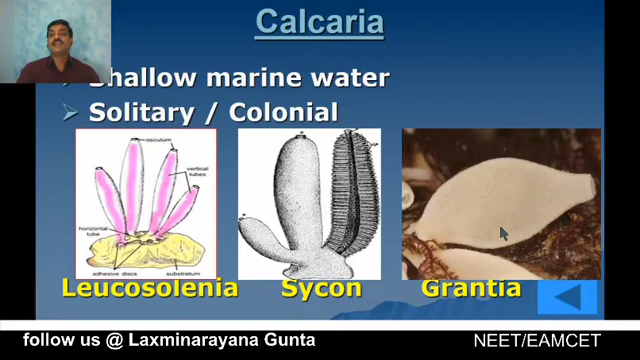 Calcaria
Shallow marine water
Solitary / Colonial
osculum
vertical
tubes
horizontal
tube
adhesive discs
substratum
Leucosolenia
Sycon
Grantia
follow us @ Laxminarayana Gunta
NEET/EAMCET